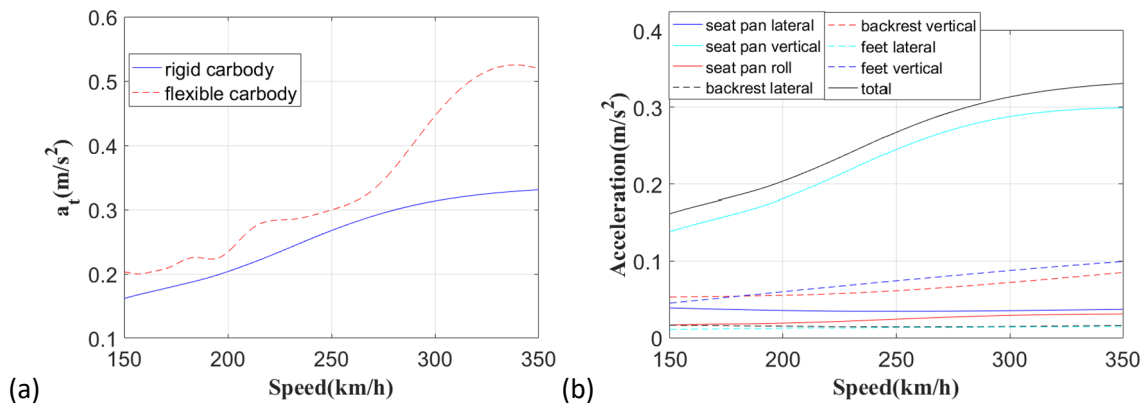 0.6
0.5
0.4
0.3
0.2
0.1
a_t(m/s^2)
rigid carbody
flexible carbody
150 200 250 300 350
Speed(km/h)
(a)
seat pan lateral
seat pan vertical
seat pan roll
backrest lateral
backrest vertical
feet lateral
feet vertical
total
0.4
0.3
0.2
0.1
0
Acceleration(m/s^2)
150 200 250 300 350
Speed(km/h)
(b)